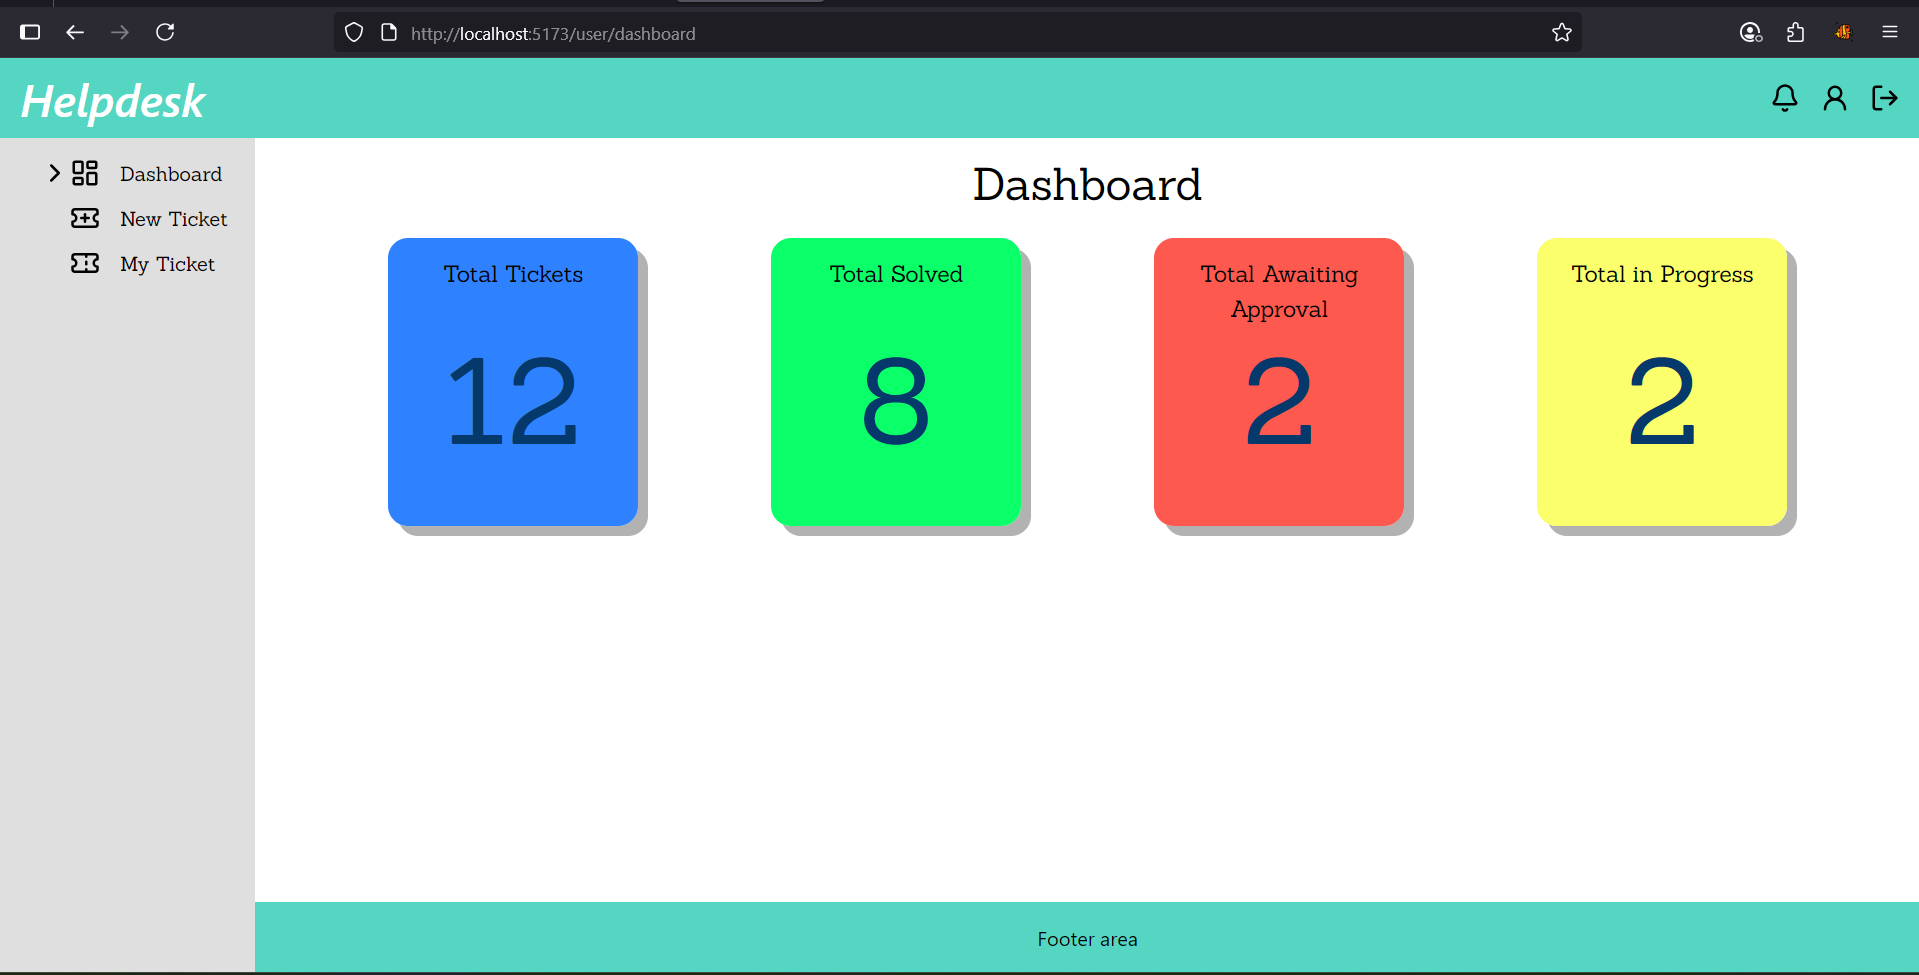 http://localhost:5173/user/dashboard
Helpdesk
Dashboard
New Ticket
My Ticket
Dashboard
Total Tickets
12
Total Solved
8
Total Awaiting
Approval
2
Total in Progress
2
Footer area